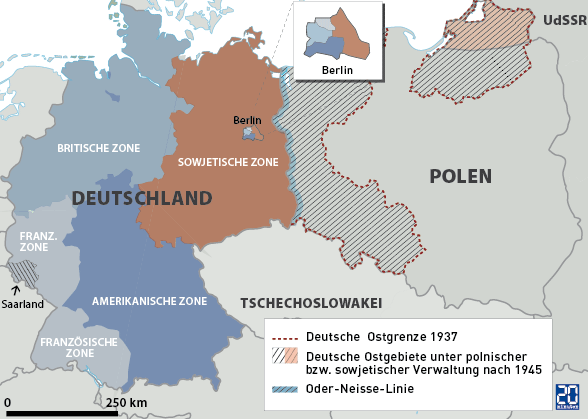 UdSSR
Berlin
Berlin
BRITISCHE ZONE
SOWJETISCHE ZONE
POLEN
DEUTSCHLAND
FRANZ.
ZONE
Saarland
AMERIKANISCHE ZONE
TSCHECHOSLOWAKEI
FRANZÖSISCHE
ZONE
Deutsche Ostgrenze 1937
Deutsche Ostgebiete unter polnischer
bzw. sowjetischer Verwaltung nach 1945
Oder-Neisse-Linie
0 250 km
20